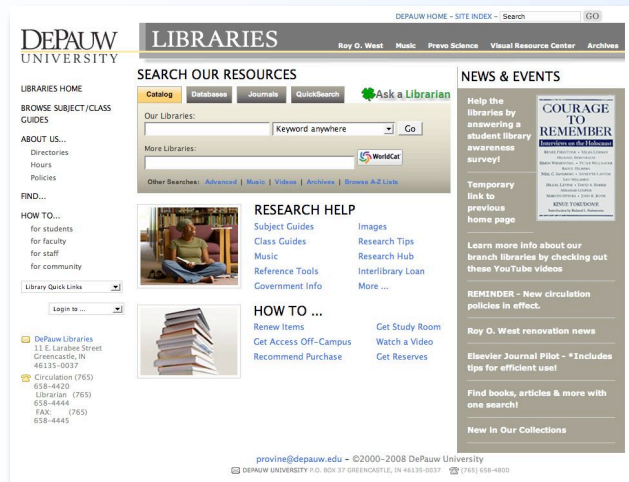 DEPAUW HOME – SITE INDEX – Search GO
DEPAUW
UNIVERSITY
LIBRARIES
Roy O. West Music Prevo Science Visual Resource Center Archives
LIBRARIES HOME
BROWSE SUBJECT/CLASS
GUIDES
ABOUT US...
Directories
Hours
Policies
FIND...
HOW TO...
for students
for faculty
for staff
for community
Library Quick Links
Login to ...
DePauw Libraries
11 E. Larabee Street
Greencastle, IN
46135-0037
Circulation (765)
658-4420
Librarian (765)
658-4444
FAX: (765)
658-4445
SEARCH OUR RESOURCES
Catalog Databases Journals QuickSearch Ask a Librarian
Our Libraries:
Keyword anywhere Go
More Libraries:
WorldCat
Other Searches: Advanced | Music | Videos | Archives | Browse A-Z Lists
RESEARCH HELP
Subject Guides Images
Class Guides Research Tips
Music Research Hub
Reference Tools Interlibrary Loan
Government Info More ...
HOW TO ...
Renew Items Get Study Room
Get Access Off-Campus Watch a Video
Recommend Purchase Get Reserves
NEWS & EVENTS
Help the
libraries by
answering a
student library
awareness
survey!
COURAGE
TO
REMEMBER
Interviews on the Holocaust
KINUE TOKUDOME
Temporary
link to
previous
home page
Learn more info about our
branch libraries by checking out
these YouTube videos
REMINDER – New circulation
policies in effect.
Roy O. West renovation news
Elsevier Journal Pilot – *Includes
tips for efficient use!
Find books, articles & more with
one search!
New in Our Collections
provine@depauw.edu – ©2000–2008 DePauw University
DEPAUW UNIVERSITY P.O. BOX 37 GREENCASTLE, IN 46135-0037 (765) 658-4800